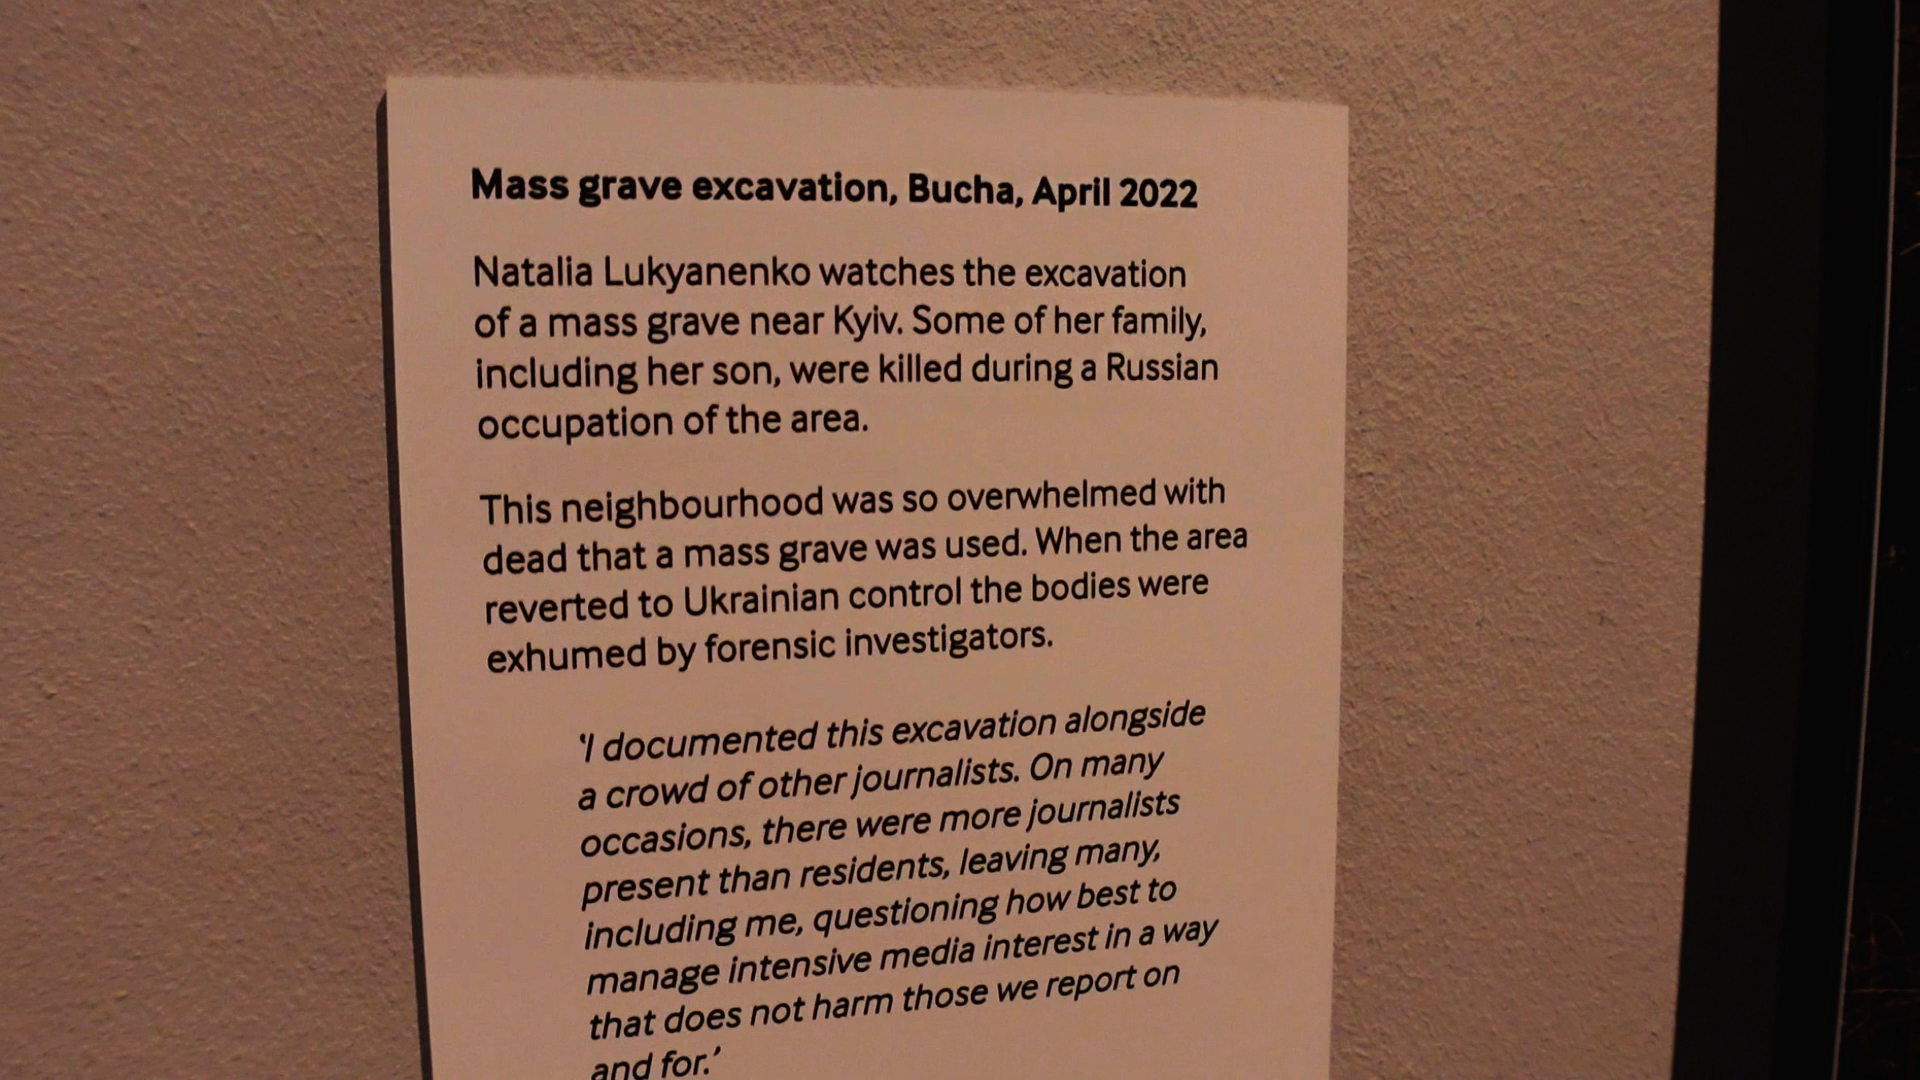 Mass grave excavation, Bucha, April 2022
Natalia Lukyanenko watches the excavation
of a mass grave near Kyiv. Some of her family,
including her son, were killed during a Russian
occupation of the area.
This neighbourhood was so overwhelmed with
dead that a mass grave was used. When the area
reverted to Ukrainian control the bodies were
exhumed by forensic investigators.
'I documented this excavation alongside
a crowd of other journalists. On many
occasions, there were more journalists
present than residents, leaving many,
including me, questioning how best to
manage intensive media interest in a way
that does not harm those we report on
and for.'